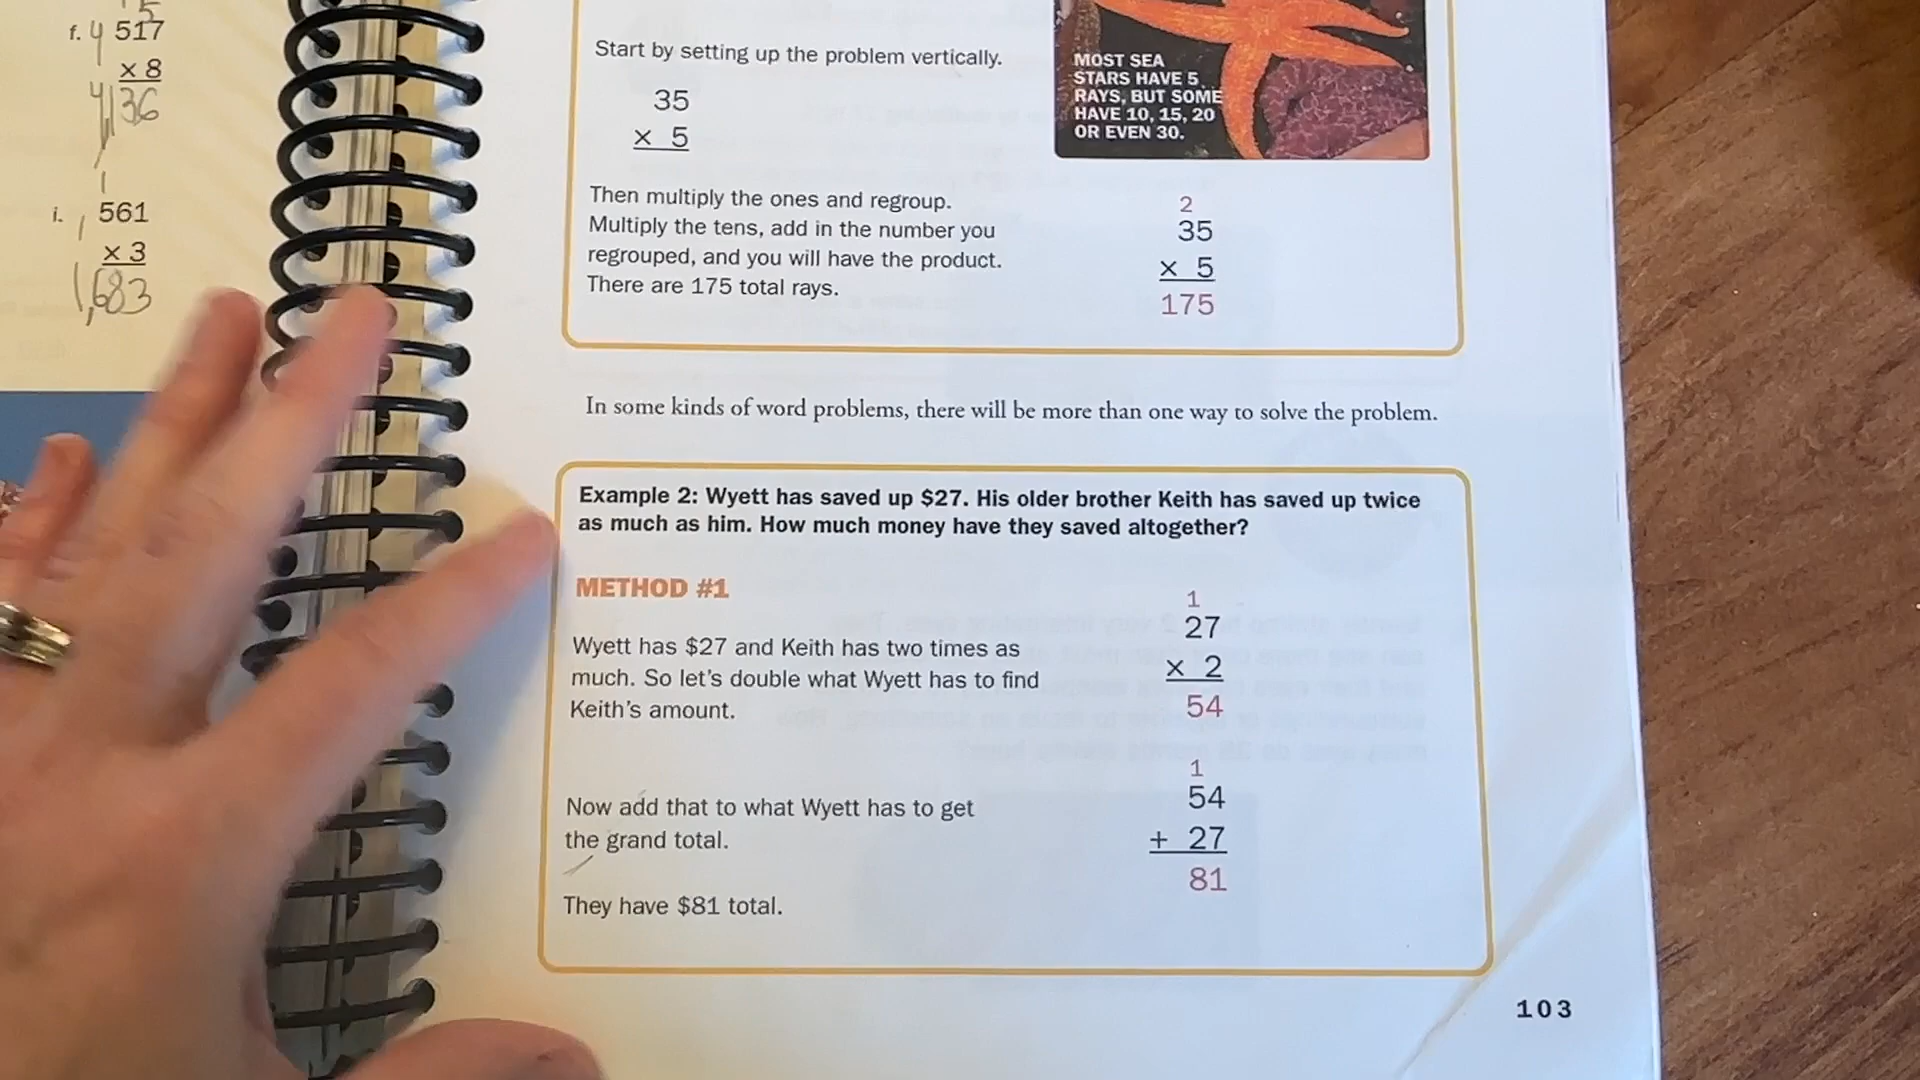 f. 4 517
x 8
4136
i. 1 561
x 3
1,683
Start by setting up the problem vertically.
35
x 5
MOST SEA
STARS HAVE 5
RAYS, BUT SOME
HAVE 10, 15, 20
OR EVEN 30.
Then multiply the ones and regroup.
Multiply the tens, add in the number you
regrouped, and you will have the product.
There are 175 total rays.
2
35
x 5
175
In some kinds of word problems, there will be more than one way to solve the problem.
Example 2: Wyett has saved up $27. His older brother Keith has saved up twice
as much as him. How much money have they saved altogether?
METHOD #1
Wyett has $27 and Keith has two times as
much. So let's double what Wyett has to find
Keith's amount.
1
27
x 2
54
Now add that to what Wyett has to get
the grand total.
They have $81 total.
1
54
+ 27
81
103